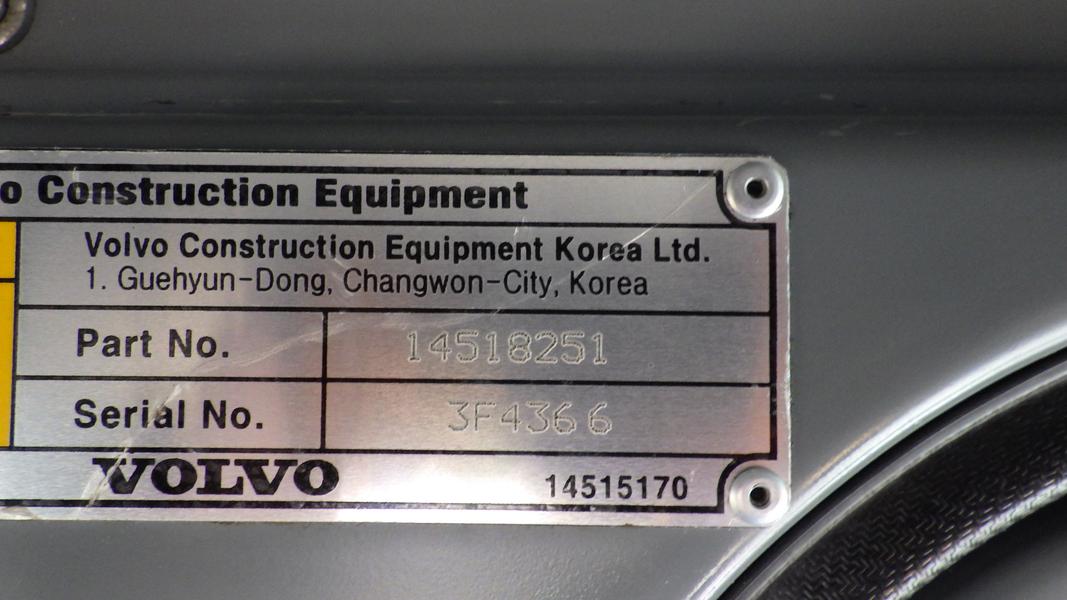 o Construction Equipment
Volvo Construction Equipment Korea Ltd.
1. Guehyun-Dong, Changwon-City, Korea
Part No. 14518251
Serial No. 3F4366
VOLVO 14515170